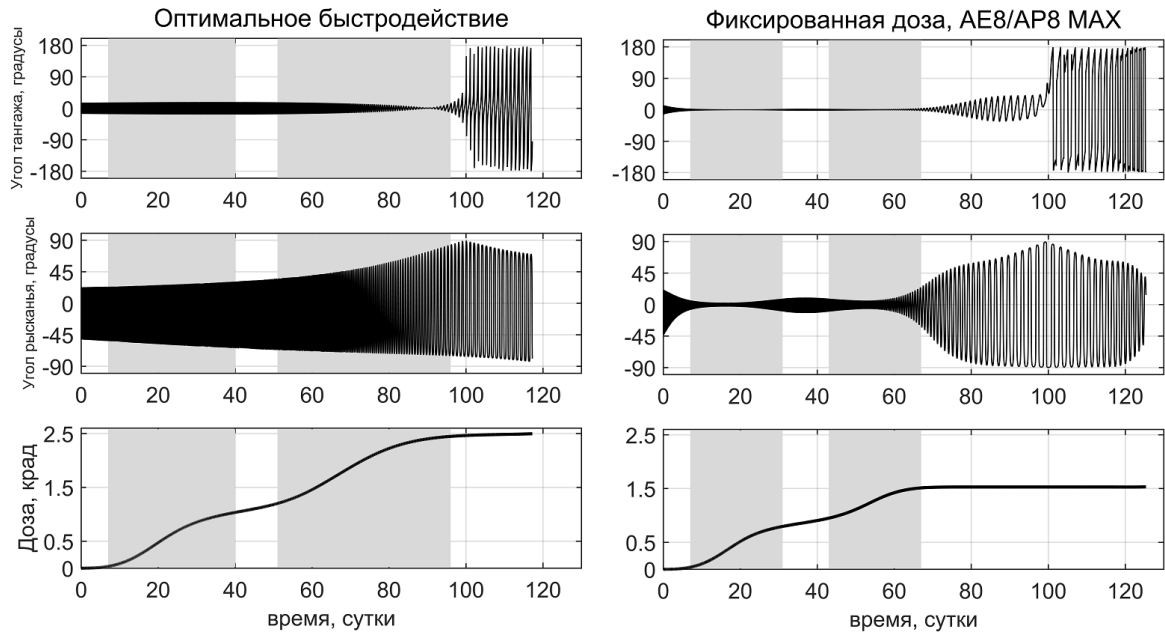 Оптимальное быстродействие
Фиксированная доза, AE8/AP8 MAX
Угол тангажа, градусы
180
90
0
-90
-180
0 20 40 60 80 100 120
180
90
0
-90
-180
0 20 40 60 80 100 120
Угол рысканья, градусы
90
45
0
-45
-90
0 20 40 60 80 100 120
90
45
0
-45
-90
0 20 40 60 80 100 120
Доза, крад
2.5
1.5
0.5
0
0 20 40 60 80 100 120
время, сутки
2.5
1.5
0.5
0
0 20 40 60 80 100 120
время, сутки